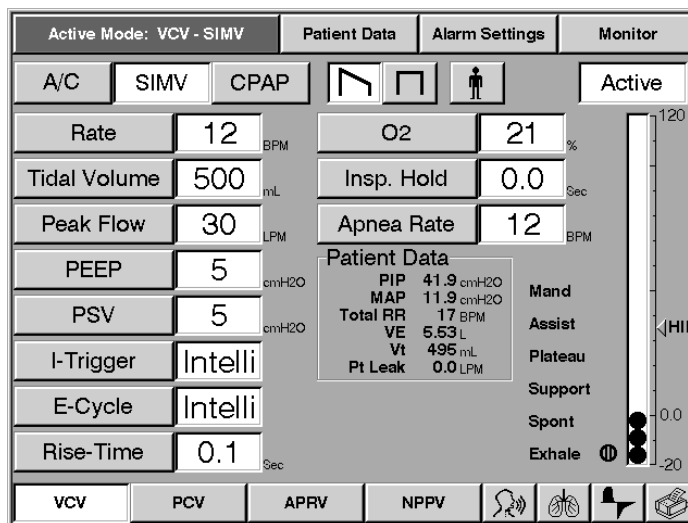 Active Mode: VCV - SIMV Patient Data Alarm Settings Monitor
A/C SIMV CPAP Active
Rate 12 BPM O2 21 %
Tidal Volume 500 mL Insp. Hold 0.0 Sec
Peak Flow 30 LPM Apnea Rate 12 BPM
PEEP 5 cmH2O
PSV 5 cmH2O
I-Trigger Intelli
E-Cycle Intelli
Rise-Time 0.1 Sec
Patient Data
PIP 41.9 cmH2O
MAP 11.9 cmH2O
Total RR 17 BPM
VE 5.53 L
Vt 495 mL
Pt Leak 0.0 LPM
Mand
Assist
Plateau
Support
Spont
Exhale
120
HI
0.0
-20
VCV PCV APRV NPPV